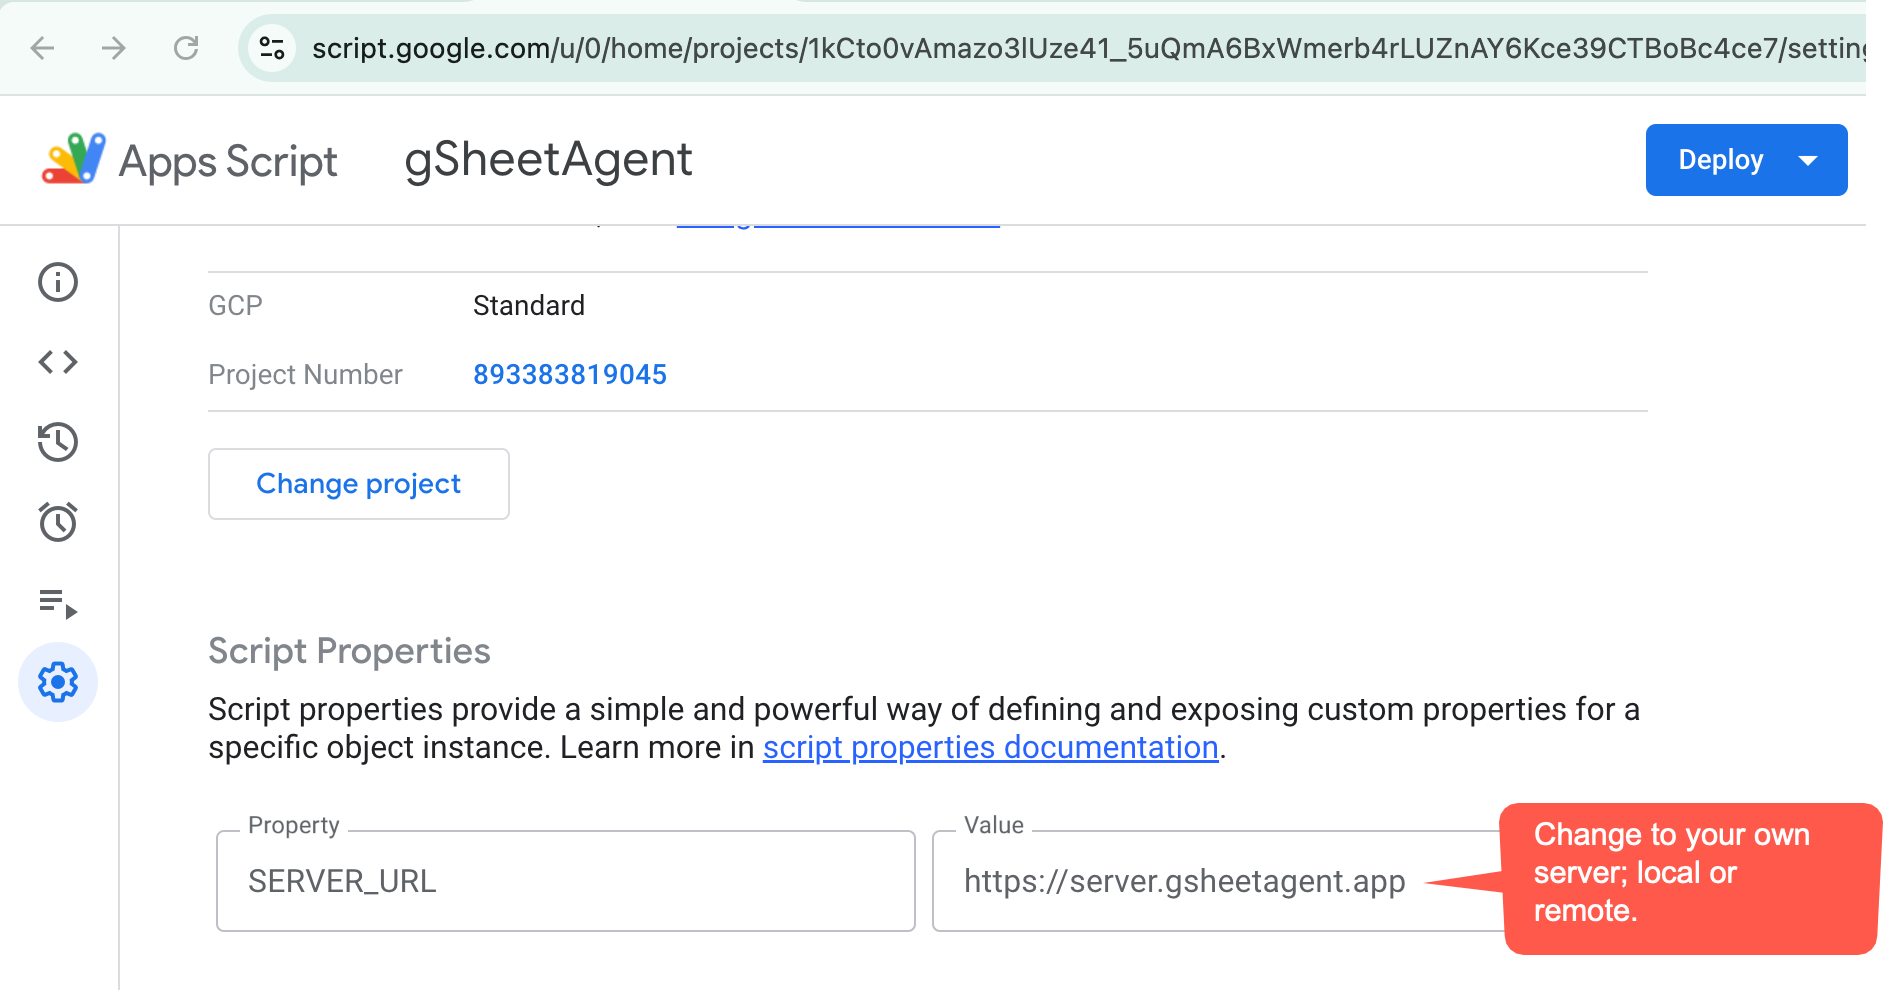 script.google.com/u/0/home/projects/1kCto0vAmazo3lUze41_5uQmA6BxWmerb4rLUZnAY6Kce39CTBoBc4ce7/setting
Apps Script
gSheetAgent
Deploy
GCP Standard
Project Number 893383819045
Change project
Script Properties
Script properties provide a simple and powerful way of defining and exposing custom properties for a
specific object instance. Learn more in script properties documentation.
Property
SERVER_URL
Value
https://server.gsheetagent.app
Change to your own
server; local or
remote.